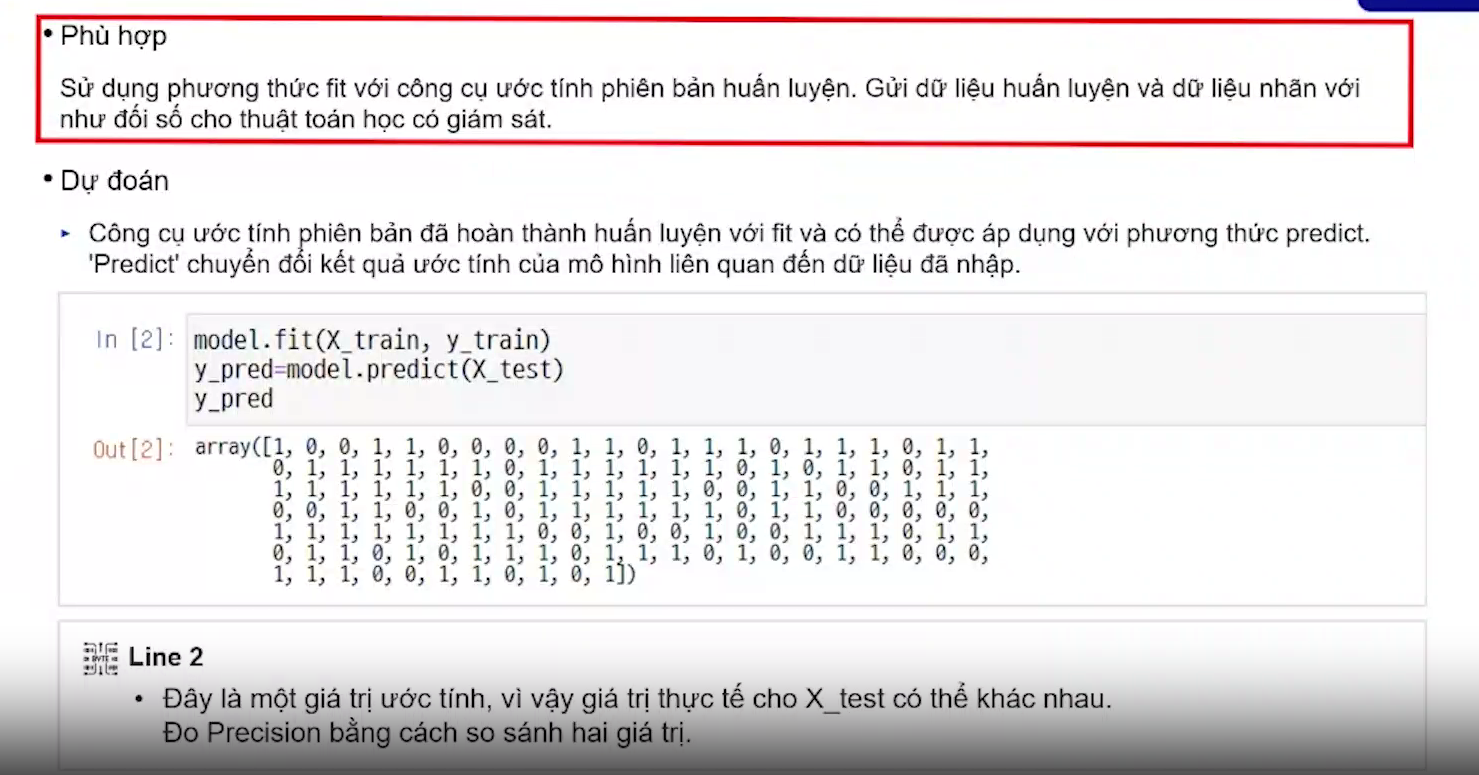 • Phù hợp
Sử dụng phương thức fit với công cụ ước tính phiên bản huấn luyện. Gửi dữ liệu huấn luyện và dữ liệu nhãn với
như đối số cho thuật toán học có giám sát.
• Dự đoán
► Công cụ ước tính phiên bản đã hoàn thành huấn luyện với fit và có thể được áp dụng với phương thức predict.
'Predict' chuyển đổi kết quả ước tính của mô hình liên quan đến dữ liệu đã nhập.
In [2]: model.fit(X_train, y_train)
y_pred=model.predict(X_test)
y_pred
Out[2]: array([1, 0, 0, 1, 1, 0, 0, 0, 0, 1, 1, 0, 1, 1, 1, 0, 1, 1, 1, 0, 1, 1,
0, 1, 1, 1, 1, 1, 1, 0, 1, 1, 1, 1, 1, 1, 0, 1, 0, 1, 1, 0, 1, 1,
1, 1, 1, 1, 1, 1, 0, 0, 1, 1, 1, 1, 1, 0, 0, 1, 1, 0, 0, 1, 1, 1,
0, 0, 1, 1, 0, 0, 1, 0, 1, 1, 1, 1, 1, 1, 0, 1, 1, 0, 0, 0, 0, 0,
1, 1, 1, 1, 1, 1, 1, 1, 0, 0, 1, 0, 0, 1, 0, 0, 1, 1, 1, 0, 1, 1,
0, 1, 1, 0, 1, 0, 1, 1, 1, 0, 1, 1, 1, 0, 1, 0, 0, 1, 1, 0, 0, 0,
1, 1, 1, 0, 0, 1, 1, 0, 1, 0, 1])
Line 2
• Đây là một giá trị ước tính, vì vậy giá trị thực tế cho X_test có thể khác nhau.
Đo Precision bằng cách so sánh hai giá trị.